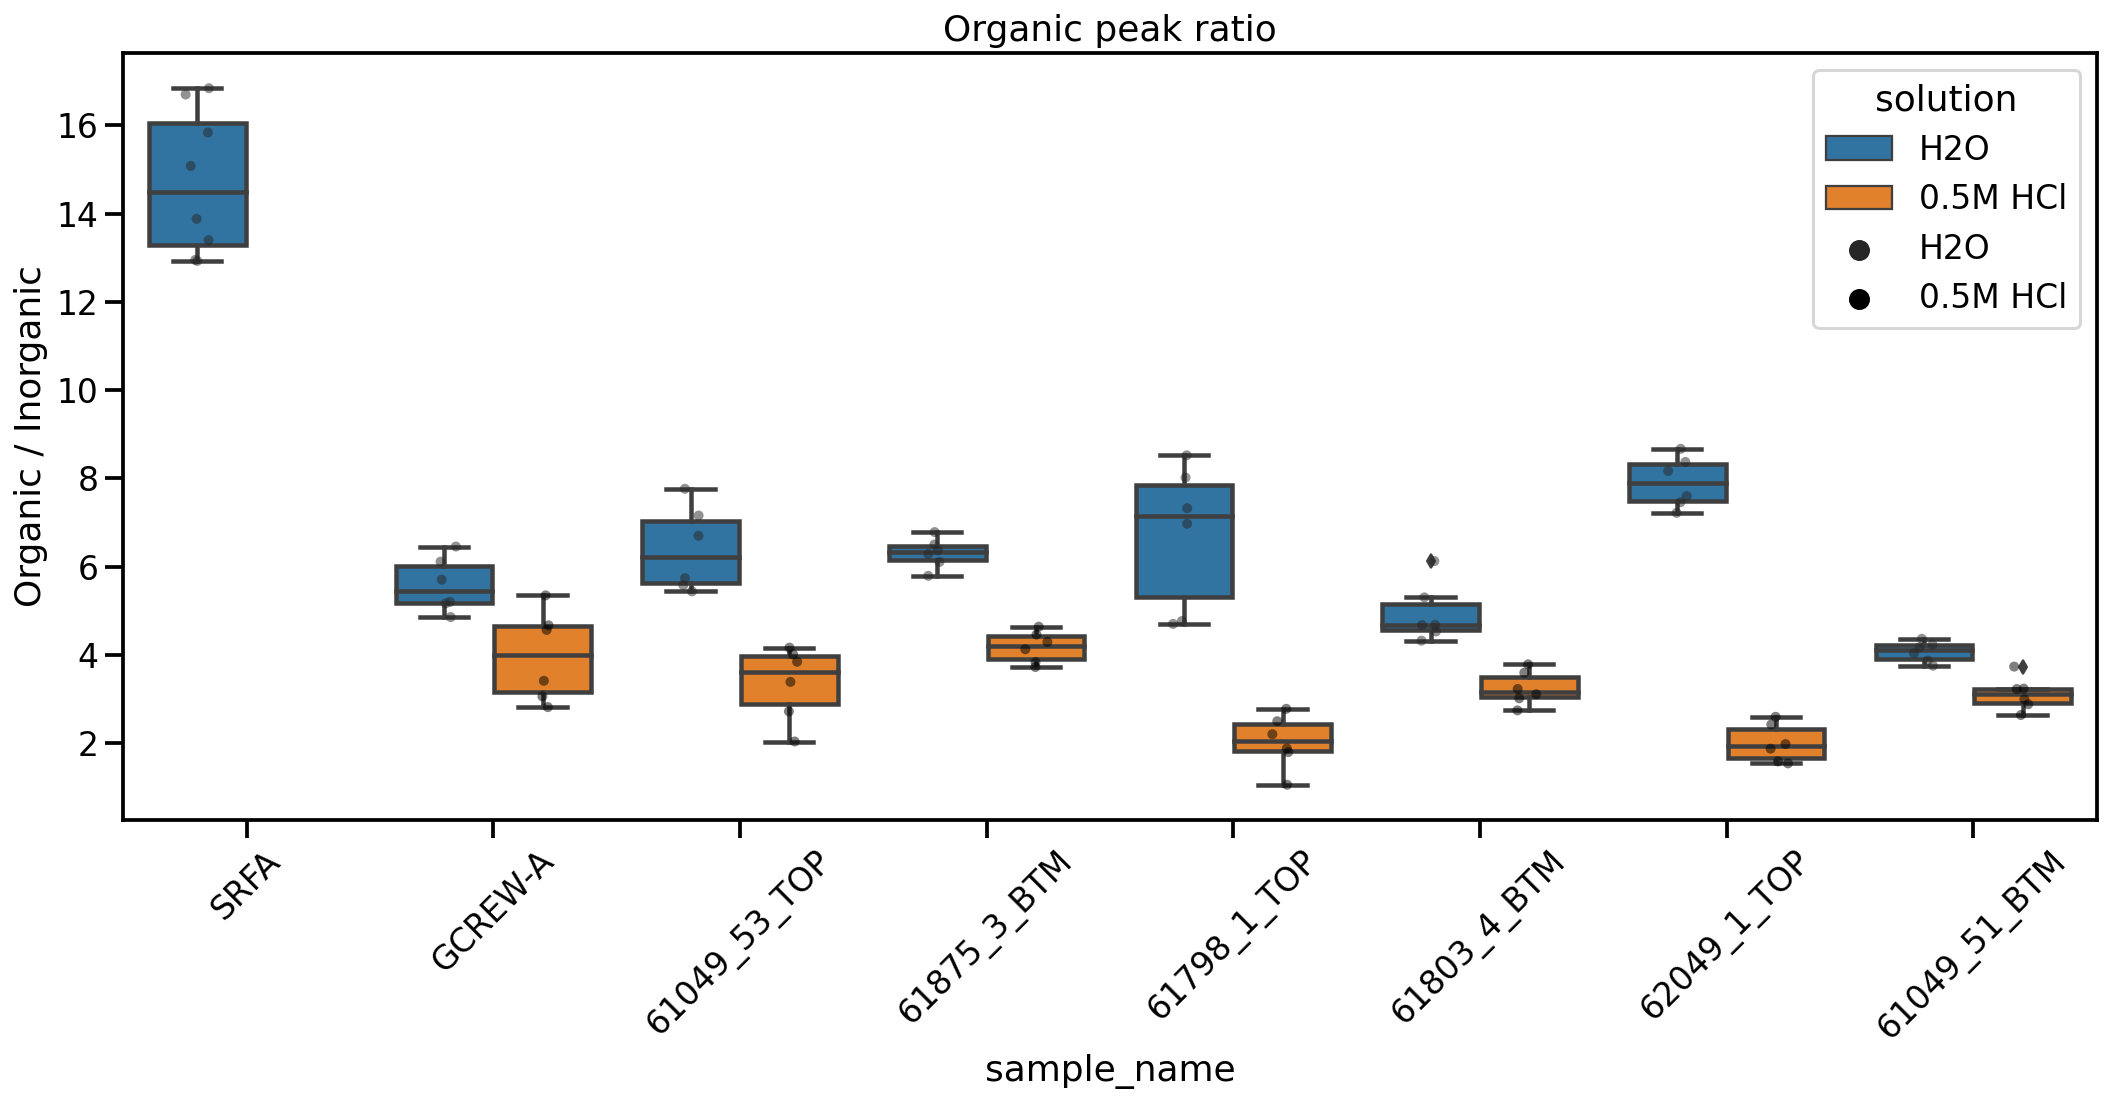 Organic peak ratio
Organic / Inorganic
16
14
12
10
8
6
4
2
solution
H2O
0.5M HCl
H2O
0.5M HCl
SRFA
GCREW-A
61049_53_TOP
61875_3_BTM
61798_1_TOP
61803_4_BTM
62049_1_TOP
61049_51_BTM
sample_name